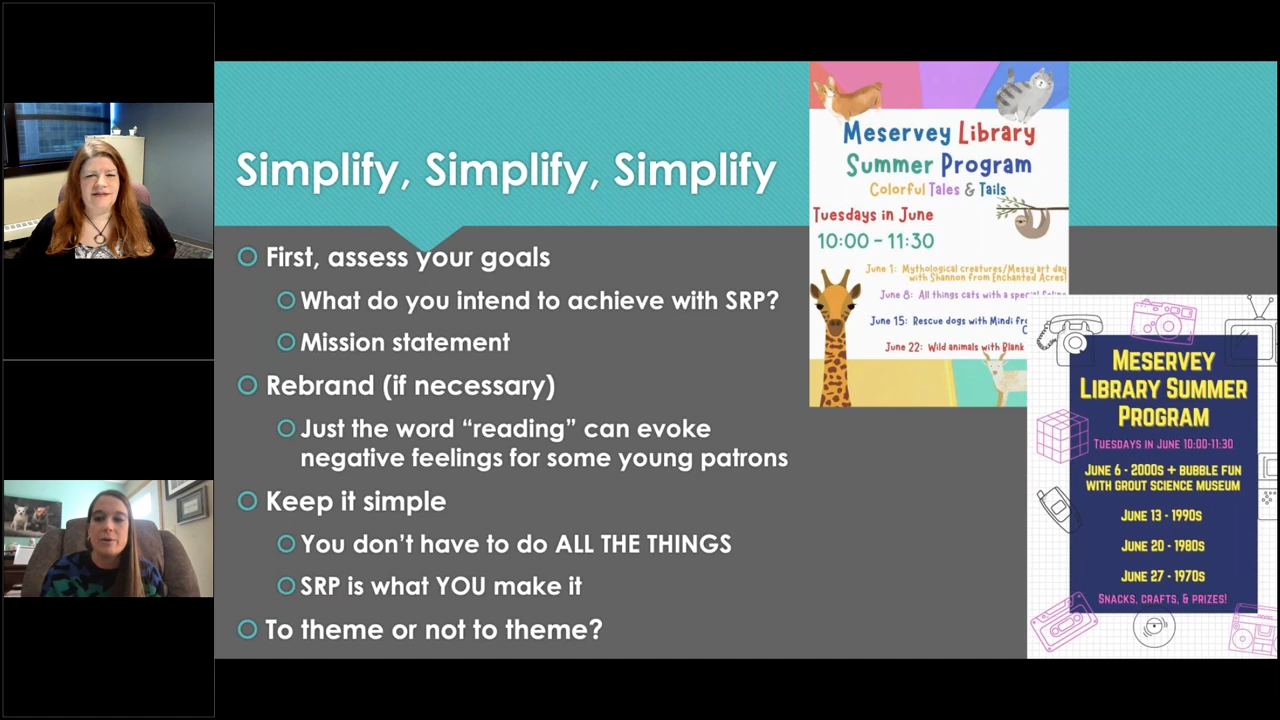 Simplify, Simplify, Simplify
First, assess your goals
What do you intend to achieve with SRP?
Mission statement
Rebrand (if necessary)
Just the word “reading” can evoke
negative feelings for some young patrons
Keep it simple
You don’t have to do ALL THE THINGS
SRP is what YOU make it
To theme or not to theme?
Meservey Library
Summer Program
Colorful Tales & Tails
Tuesdays in June
10:00 – 11:30
June 1: Mythological creatures/Messy art day
with Shannon from Enchanted Acres!
June 8: All things cats with a special
June 15: Rescue dogs with Mindi
June 22: Wild animals with Blank
MESERVEY
LIBRARY SUMMER
PROGRAM
TUESDAYS IN JUNE 10:00-11:30
JUNE 6 - 2000S + BUBBLE FUN
WITH GROUT SCIENCE MUSEUM
JUNE 13 - 1990S
JUNE 20 - 1980S
JUNE 27 - 1970S
SNACKS, CRAFTS, & PRIZES!